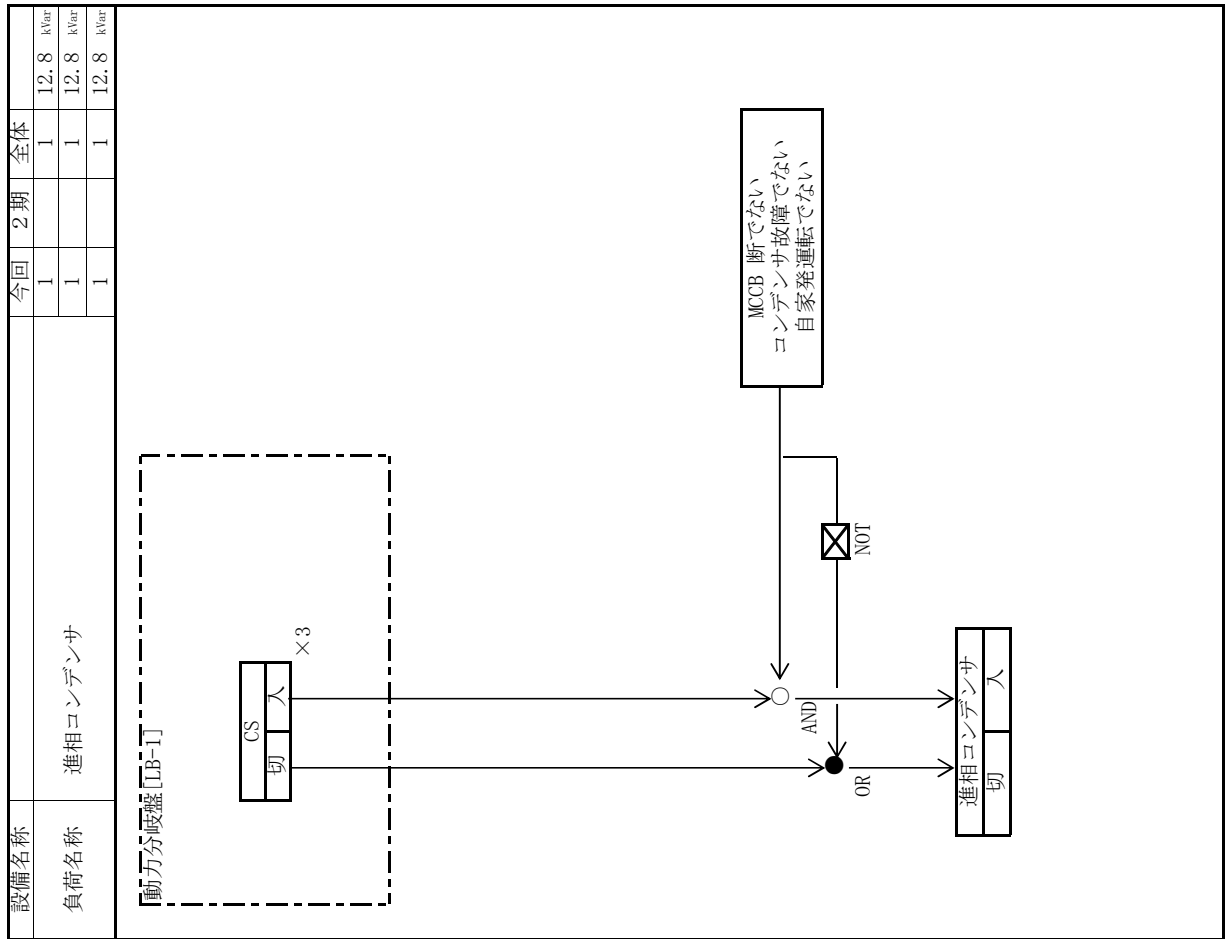 設備名称 今回 2期 全体
負荷名称 進相コンデンサ 1 1 12.8 kVar
1 1 12.8 kVar
1 1 12.8 kVar
動力分岐盤[LB-1]
CS
切 入
×3
MCCB 断でない
コンデンサ故障でない
自家発運転でない
AND
NOT
OR
進相コンデンサ
切 入